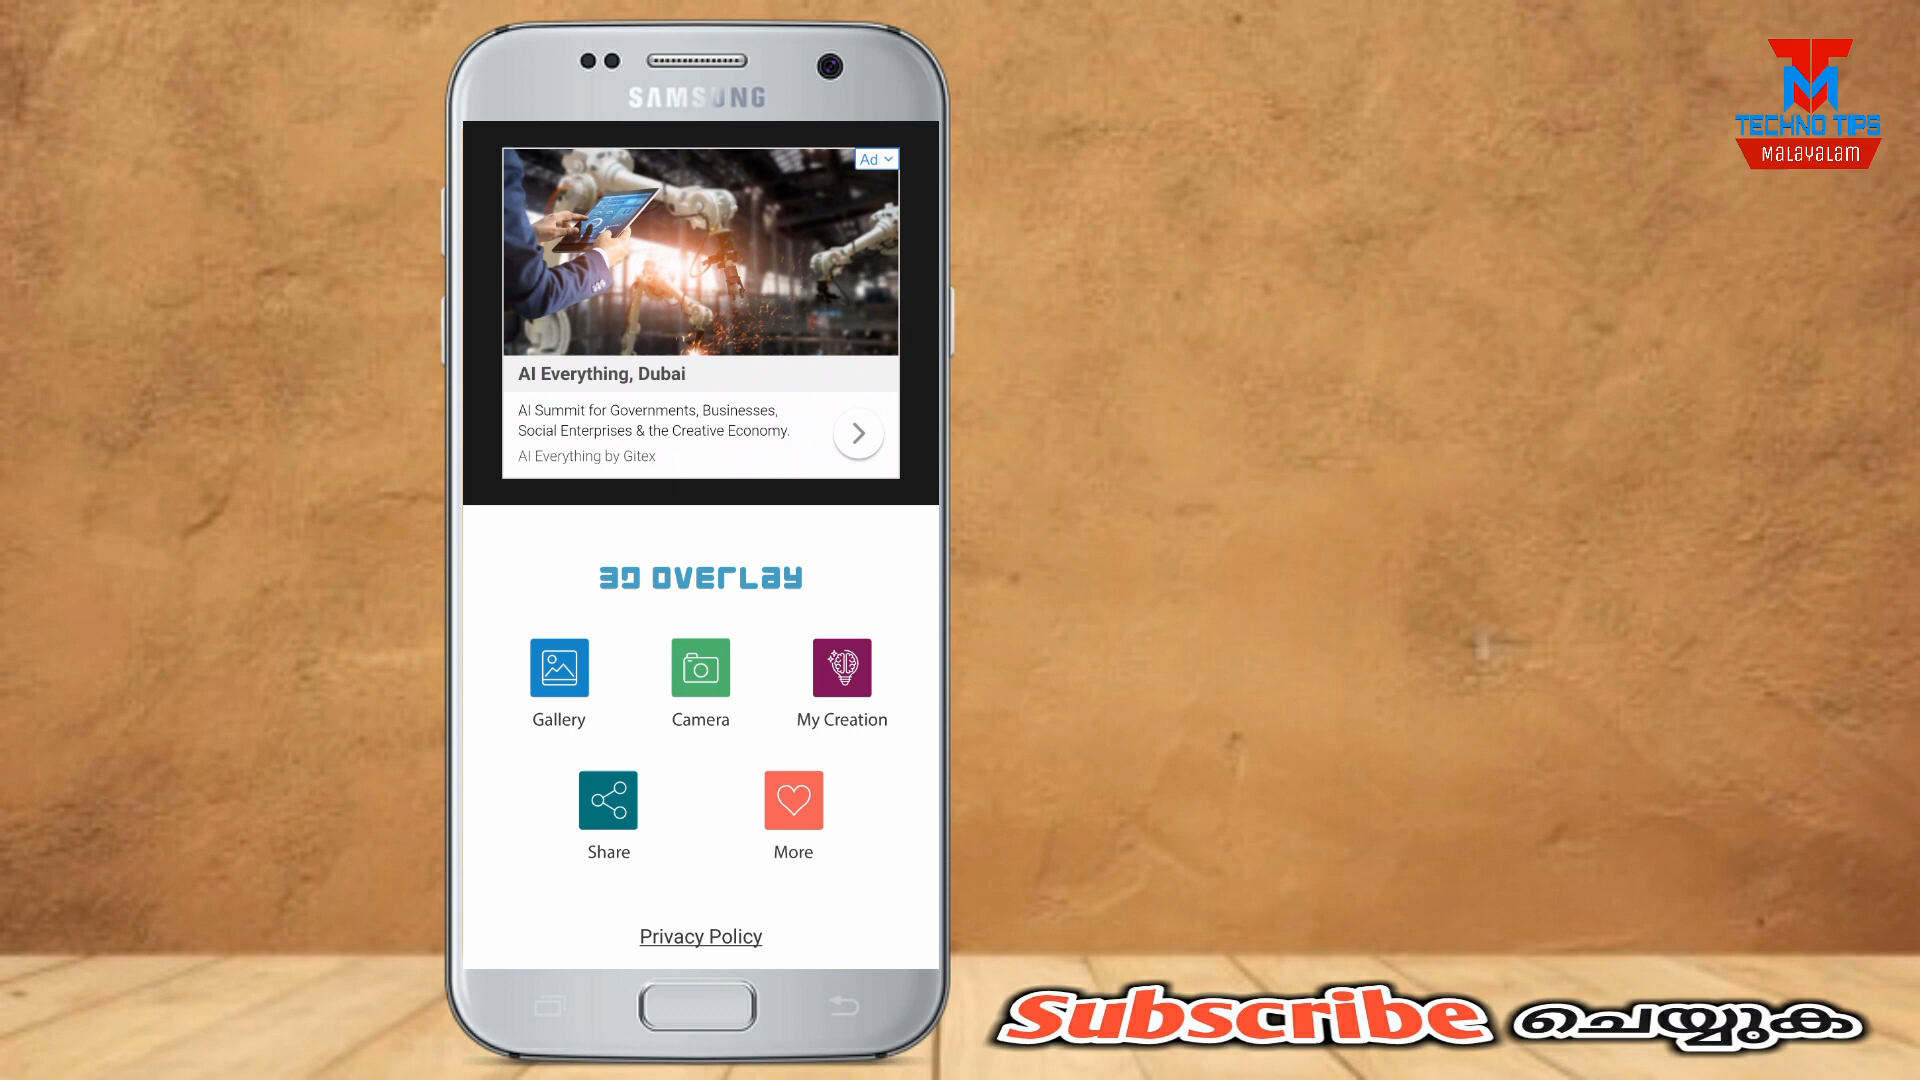 SAMSUNG
Ad
AI Everything, Dubai
AI Summit for Governments, Businesses,
Social Enterprises & the Creative Economy.
AI Everything by Gitex
3D OVERLAY
Gallery
Camera
My Creation
Share
More
Privacy Policy
TM
TECHNO TIPS
MALAYALAM
Subscribe ചെയ്യുക